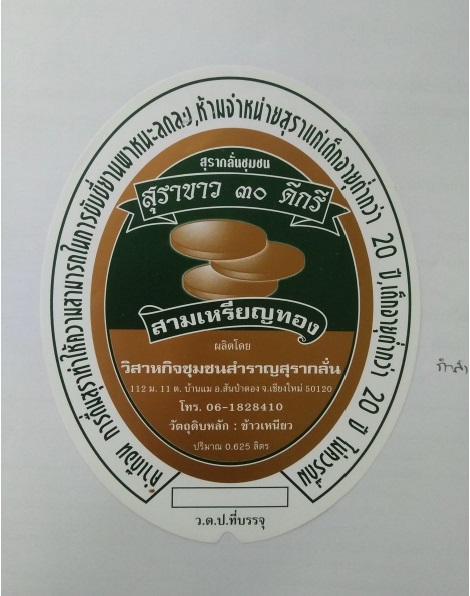 คำเตือน การดื่มสุราทำให้ความสามารถในการขับขี่ยานพาหนะลดลง,ห้ามจำหน่ายสุราแก่เด็กอายุต่ำกว่า 20 ปี,เด็กอายุต่ำกว่า 20 ปี ไม่ควรดื่ม
สุรากลั่นชุมชน
สุราขาว ๓๐ ดีกรี
สามเหรียญทอง
ผลิตโดย
วิสาหกิจชุมชนสำราญสุรากลั่น
112 ม. 11 ต. บ้านแม อ.สันป่าตอง จ.เชียงใหม่ 50120
โทร. 06-1828410
วัตถุดิบหลัก : ข้าวเหนียว
ปริมาณ 0.625 ลิตร
ว.ด.ป.ที่บรรจุ